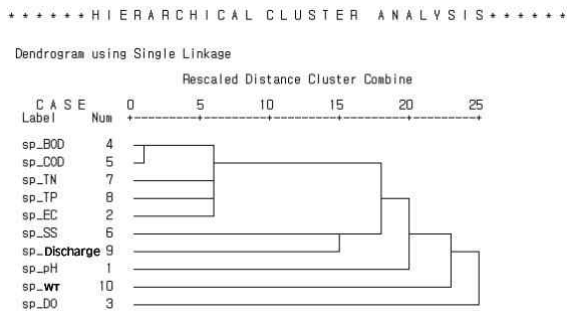 * * * * * * H I E R A R C H I C A L  C L U S T E R  A N A L Y S I S * * * * * *
Dendrogram using Single Linkage
Rescaled Distance Cluster Combine
C A S E 0 5 10 15 20 25
Label Num +---------+---------+---------+---------+---------+
sp_BOD 4
sp_COD 5
sp_TN 7
sp_TP 8
sp_EC 2
sp_SS 6
sp_Discharge 9
sp_pH 1
sp_WT 10
sp_DO 3